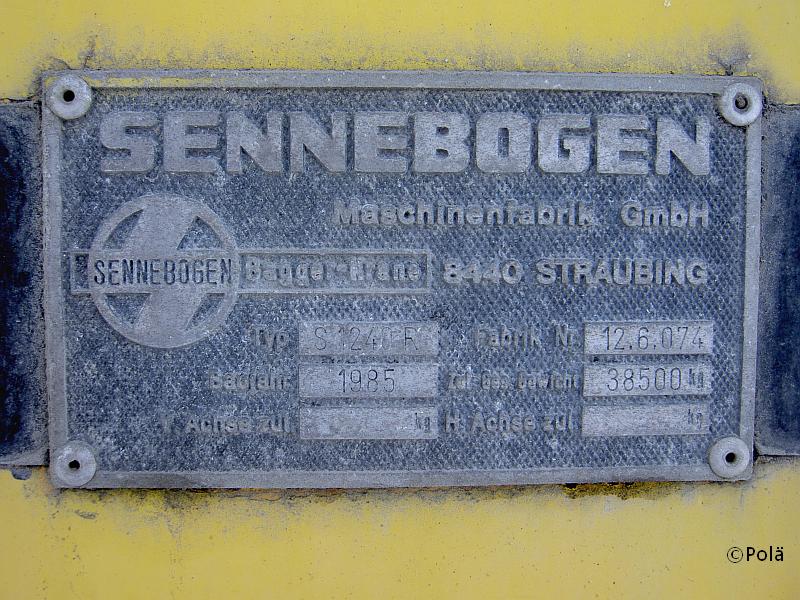 SENNEBOGEN
Maschinenfabrik GmbH
SENNEBOGEN Bagger-Krane 8440 STRAUBING
Typ S 1240 R Fabrik Nr 12.6.074
Baujahr 1985 Zul Ges Gewicht 38500 kg
V. Achse zul kg H. Achse zul kg
©Polä